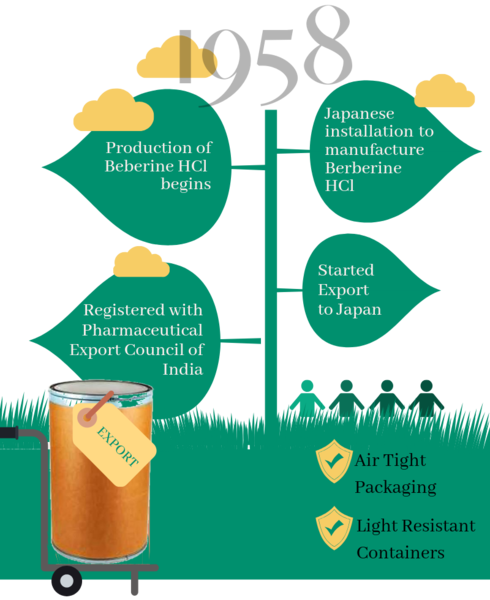 1958
Production of
Beberine HCl
begins
Japanese
installation to
manufacture
Berberine
HCl
Registered with
Pharmaceutical
Export Council of
India
Started
Export
to Japan
EXPORT
Air Tight
Packaging
Light Resistant
Containers